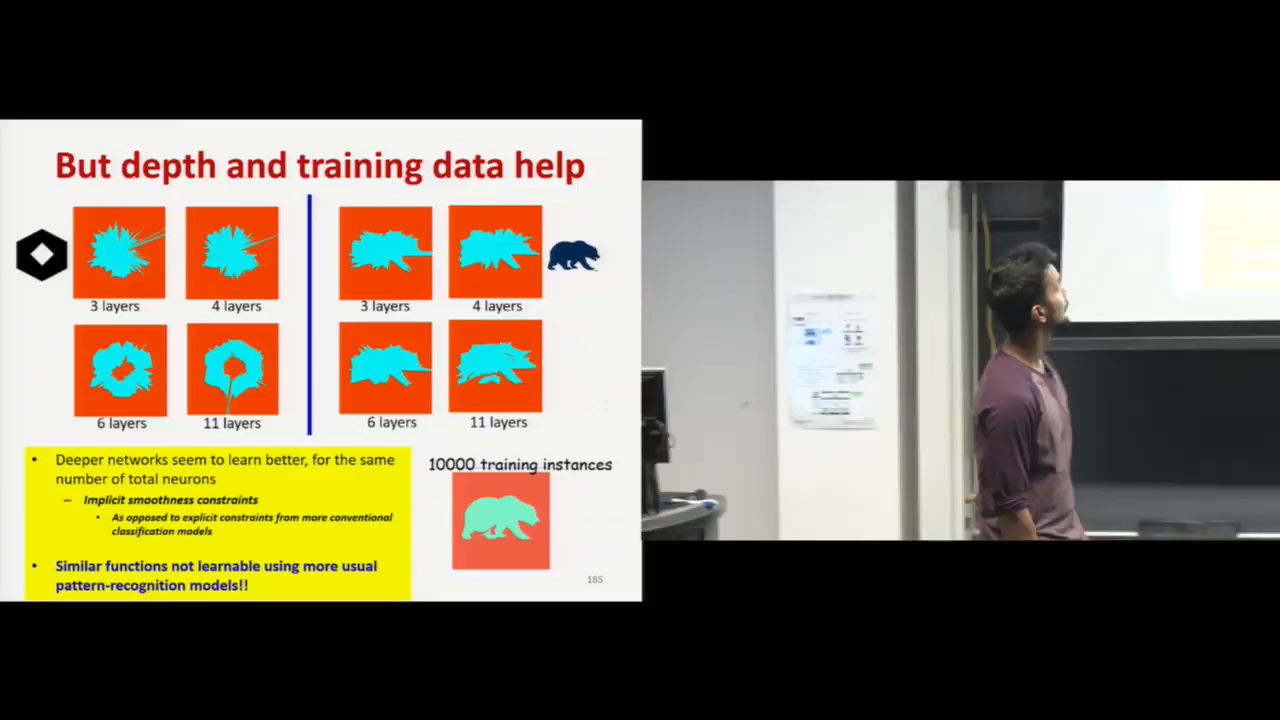 But depth and training data help
3 layers
4 layers
3 layers
4 layers
6 layers
11 layers
6 layers
11 layers
• Deeper networks seem to learn better, for the same
number of total neurons
– Implicit smoothness constraints
• As opposed to explicit constraints from more conventional
classification models
• Similar functions not learnable using more usual
pattern-recognition models!!
10000 training instances
185